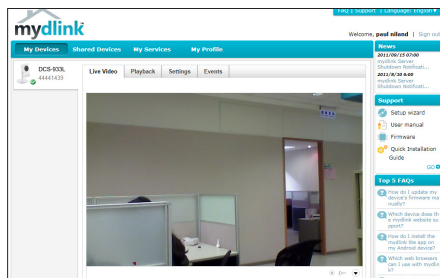 FAQ | Support | Language: English
mydlink
Welcome, paul niland | Sign out
My Devices Shared Devices My Services My Profile
DCS-933L
44441439
Live Video Playback Settings Events
News
2011/09/15 07:00
mydlink Server
Shutdown Notificati...
2011/8/30 6:00
mydlink Server
Shutdown Notificati...
Support
Setup wizard
User manual
Firmware
Quick Installation
Guide
GO
Top 5 FAQs
How do I update my
device's firmware ma
nually?
Which device does th
e mydlink website su
pport?
How do I install the
mydlink lite app on
my Android device?
Which web browsers
can I use with mydlin
k?